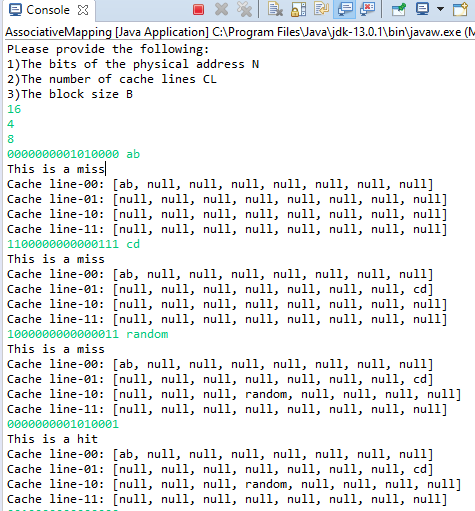 Console
AssociativeMapping [Java Application] C:\Program Files\Java\jdk-13.0.1\bin\javaw.exe (M
PLease provide the following:
1)The bits of the physical address N
2)The number of cache lines CL
3)The block size B
16
4
8
0000000001010000 ab
This is a miss
Cache line-00: [ab, null, null, null, null, null, null, null]
Cache line-01: [null, null, null, null, null, null, null, null]
Cache line-10: [null, null, null, null, null, null, null, null]
Cache line-11: [null, null, null, null, null, null, null, null]
1100000000000111 cd
This is a miss
Cache line-00: [ab, null, null, null, null, null, null, null]
Cache line-01: [null, null, null, null, null, null, null, cd]
Cache line-10: [null, null, null, null, null, null, null, null]
Cache line-11: [null, null, null, null, null, null, null, null]
1000000000000011 random
This is a miss
Cache line-00: [ab, null, null, null, null, null, null, null]
Cache line-01: [null, null, null, null, null, null, null, cd]
Cache line-10: [null, null, null, random, null, null, null, null]
Cache line-11: [null, null, null, null, null, null, null, null]
0000000001010001
This is a hit
Cache line-00: [ab, null, null, null, null, null, null, null]
Cache line-01: [null, null, null, null, null, null, null, cd]
Cache line-10: [null, null, null, random, null, null, null, null]
Cache line-11: [null, null, null, null, null, null, null, null]